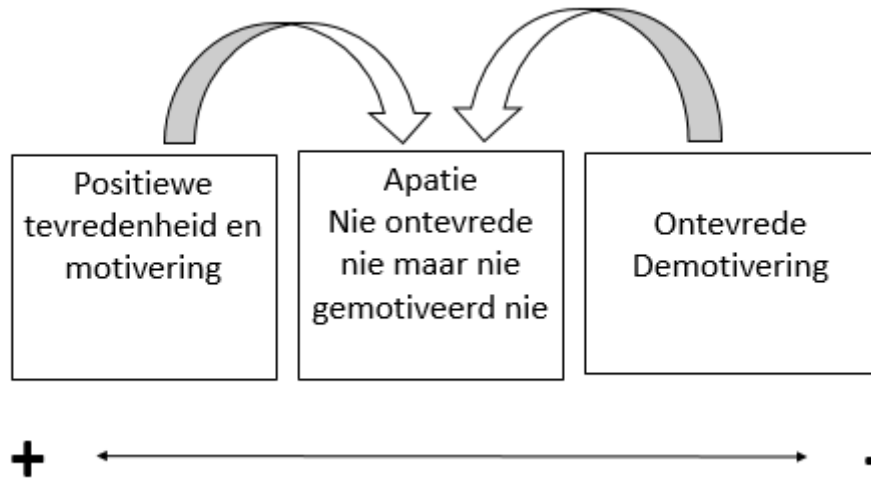 Positiewe
tevredenheid en
motivering
Apatie
Nie ontevrede
nie maar nie
gemotiveerd nie
Ontevrede
Demotivering
+
-